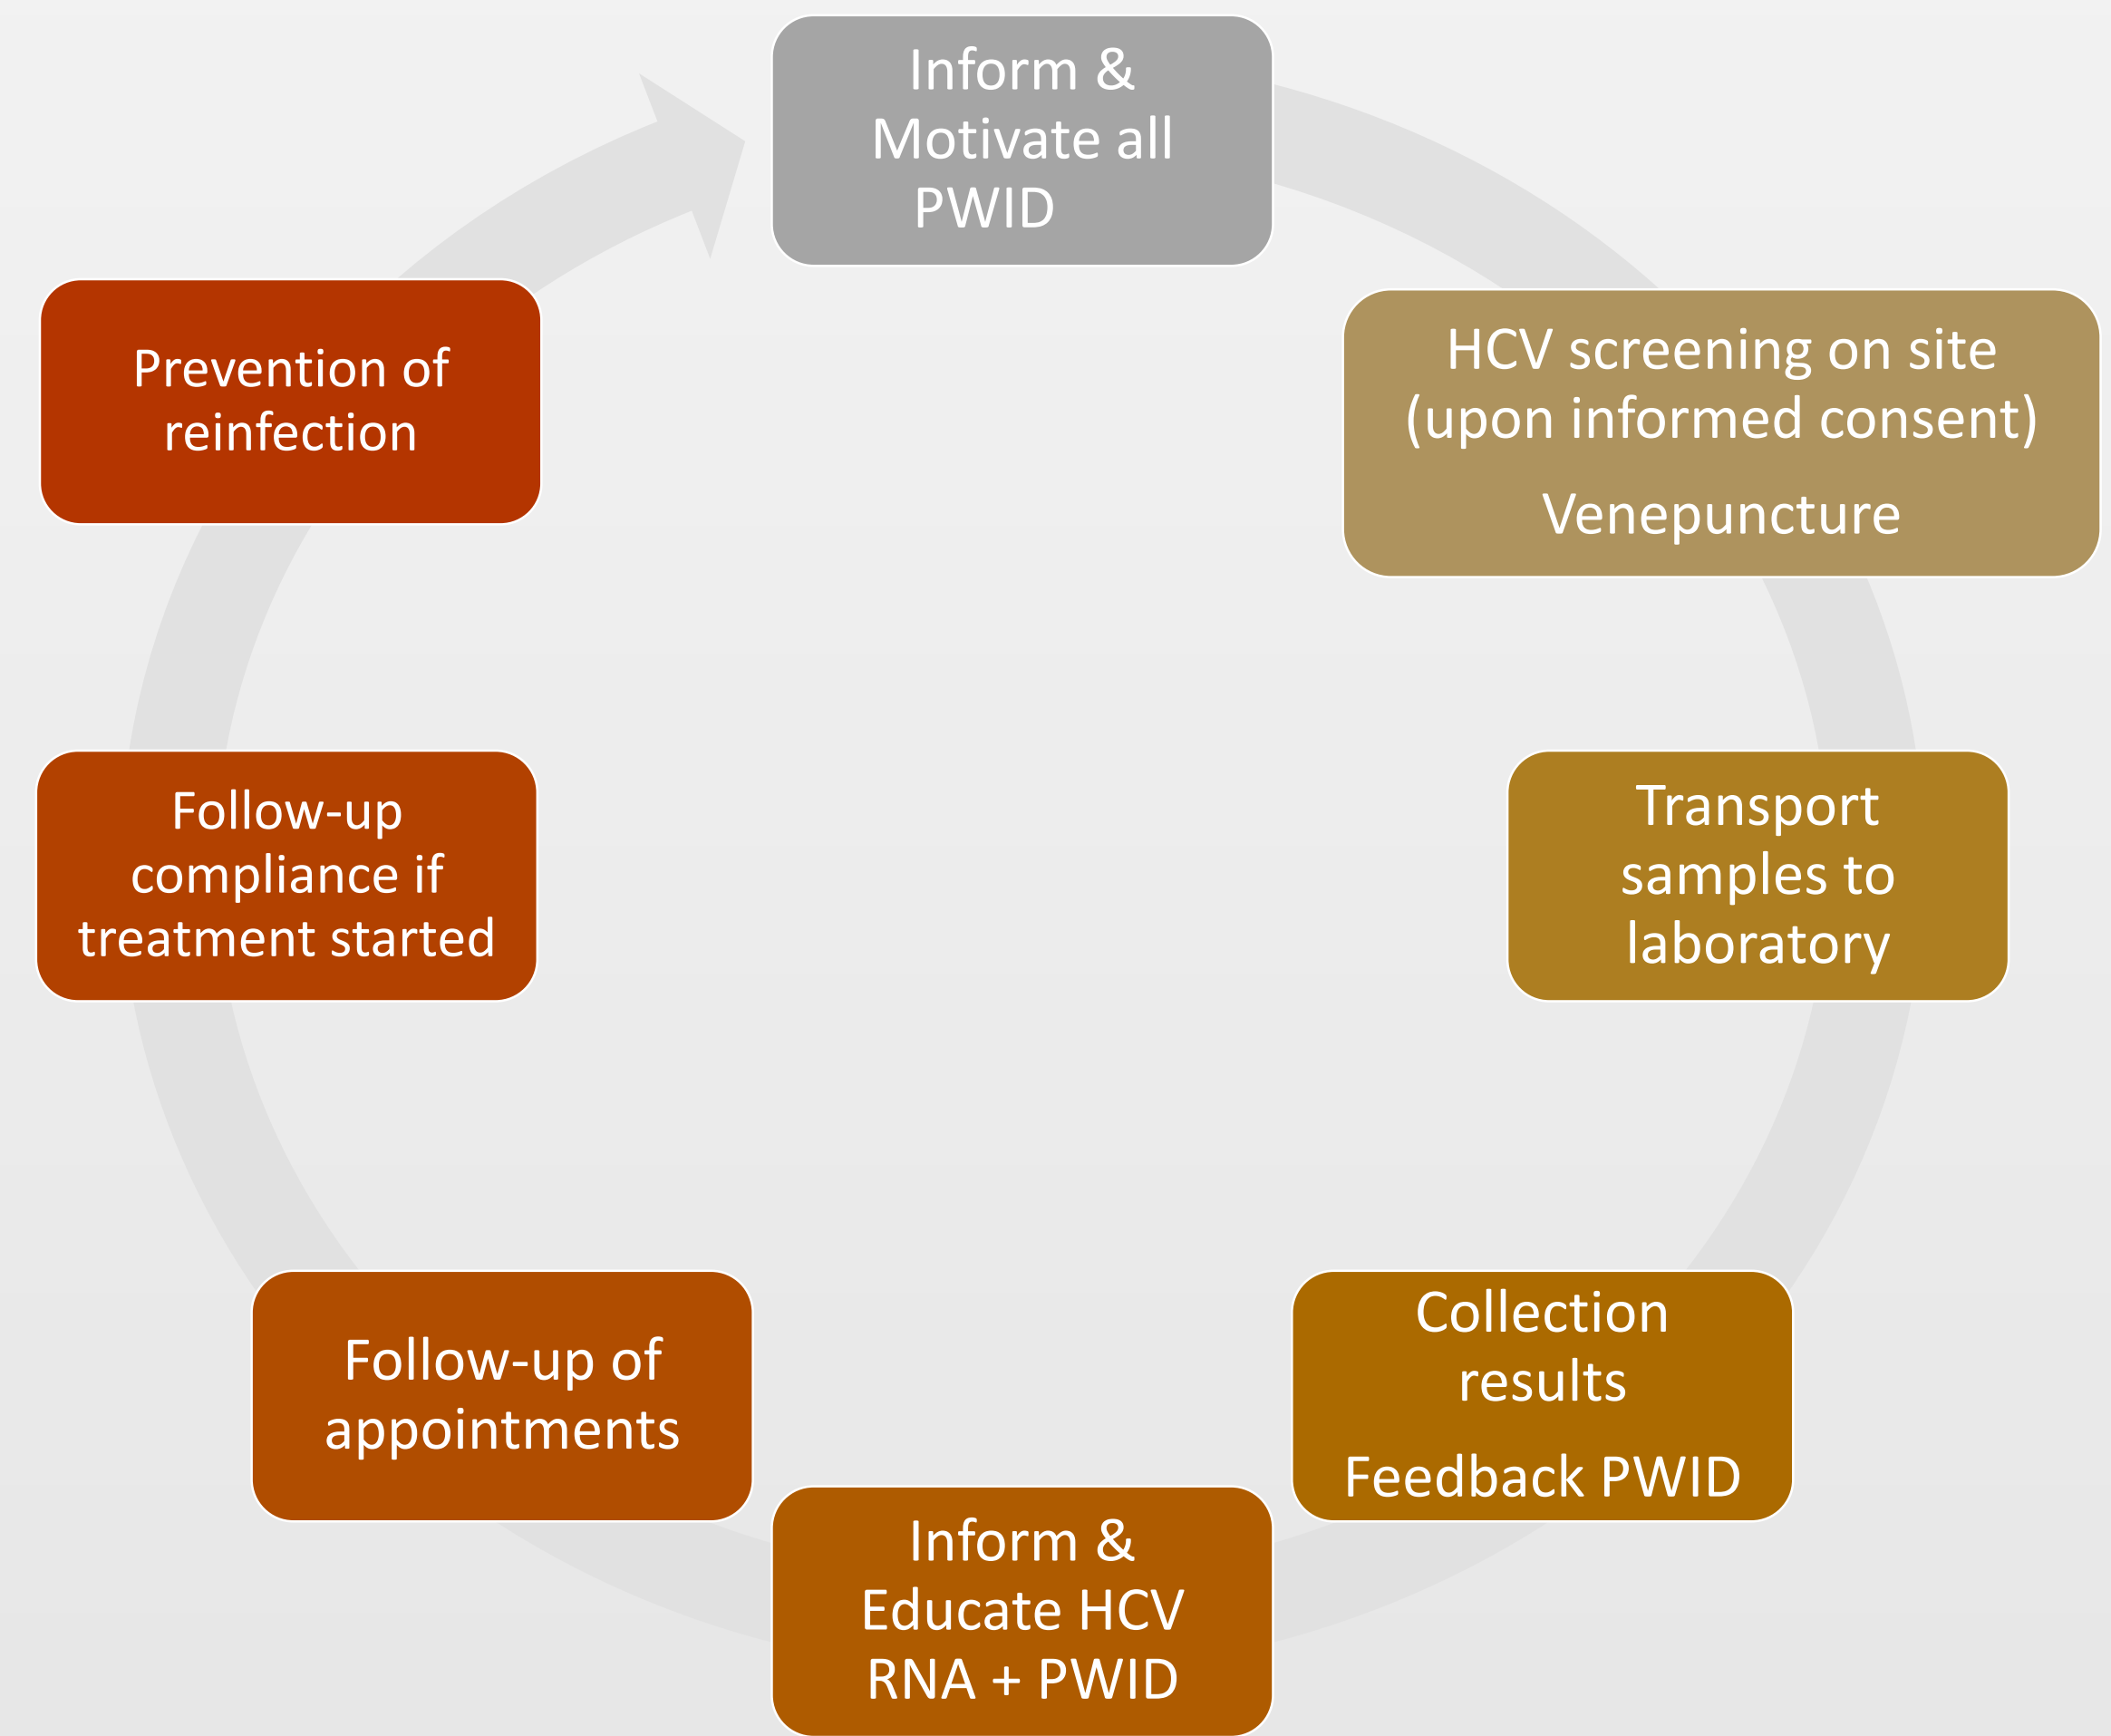 Inform &
Motivate all
PWID
HCV screening on site
(upon informed consent)
Venepuncture
Transport
samples to
laboratory
Collection
results
Feedback PWID
Inform &
Educate HCV
RNA + PWID
Follow-up of
appointments
Follow-up
compliance if
treatment started
Prevention of
reinfection